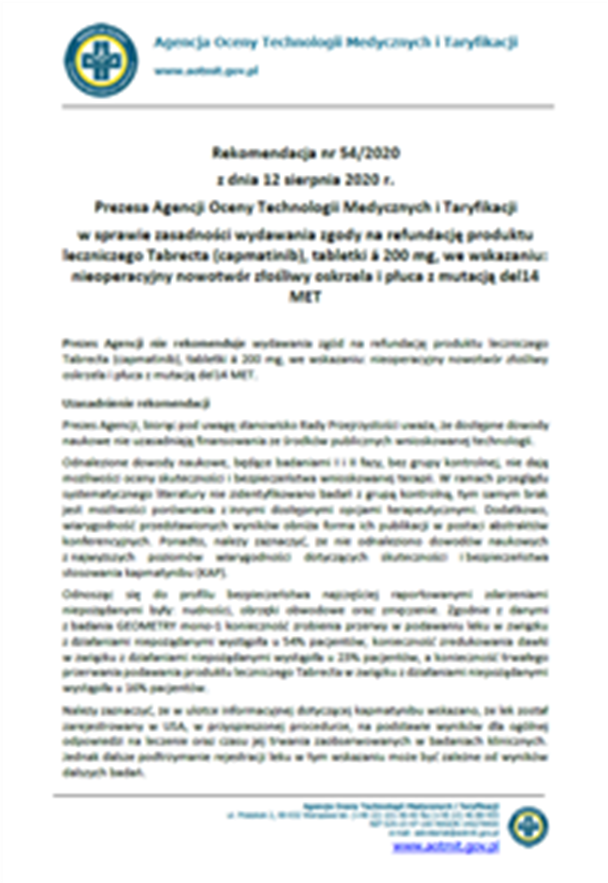 Agencja Oceny Technologii Medycznych i Taryfikacji
www.aotmit.gov.pl
Rekomendacja nr 54/2020
z dnia 12 sierpnia 2020 r.
Prezesa Agencji Oceny Technologii Medycznych i Taryfikacji
w sprawie zasadności wydawania zgody na refundację produktu
leczniczego Tabrecta (capmatinib), tabletki á 200 mg, we wskazaniu:
nieoperacyjny nowotwór złośliwy oskrzela i płuca z mutacją del14
MET
Prezes Agencji nie rekomenduje wydawania zgód na refundację produktu leczniczego
Tabrecta (capmatinib), tabletki á 200 mg, we wskazaniu: nieoperacyjny nowotwór złośliwy
oskrzela i płuca z mutacją del14 MET.
Uzasadnienie rekomendacji
Prezes Agencji, biorąc pod uwagę stanowisko Rady Przejrzystości uważa, że dostępne dowody
naukowe nie uzasadniają finansowania ze środków publicznych wnioskowanej technologii.
Odnalezione dowody naukowe, będące badaniami I i II fazy, bez grupy kontrolnej, nie dają
możliwości oceny skuteczności i bezpieczeństwa wnioskowanej terapii. W ramach przeglądu
systematycznego literatury nie zidentyfikowano badań z grupą kontrolną, tym samym brak
jest możliwości porównania z innymi dostępnymi opcjami terapeutycznymi. Dodatkowo,
wiarygodność przedstawionych wyników obniża forma ich publikacji w postaci abstraktów
konferencyjnych. Ponadto, należy zaznaczyć, że nie odnaleziono dowodów naukowych
z najwyższych poziomów wiarygodności dotyczących skuteczności i bezpieczeństwa
stosowania kapmatynibu (KAP).
Odnosząc się do profilu bezpieczeństwa najczęściej raportowanymi zdarzeniami
niepożądanymi były: nudności, obrzęki obwodowe oraz zmęczenie. Zgodnie z danymi
z badania GEOMETRY mono-1 konieczność zrobienia przerwy w podawaniu leku w związku
z działaniami niepożądanymi wystąpiła u 54% pacjentów, konieczność zredukowania dawki
w związku z działaniami niepożądanymi wystąpiła u 23% pacjentów, a konieczność trwałego
przerwania podawania produktu leczniczego Tabrecta w związku z działaniami niepożądanymi
wystąpiła u 16% pacjentów.
Należy zaznaczyć, że w ulotce informacyjnej dotyczącej kapmatynibu wskazano, że lek został
zarejestrowany w USA, w przyspieszonej procedurze, na podstawie wyników dla ogólnej
odpowiedzi na leczenie oraz czasu jej trwania zaobserwowanych w badaniach klinicznych.
Jednak dalsze podtrzymanie rejestracji leku w tym wskazaniu może być zależne od wyników
dalszych badań.
Agencja Oceny Technologii Medycznych i Taryfikacji
www.aotmit.gov.pl